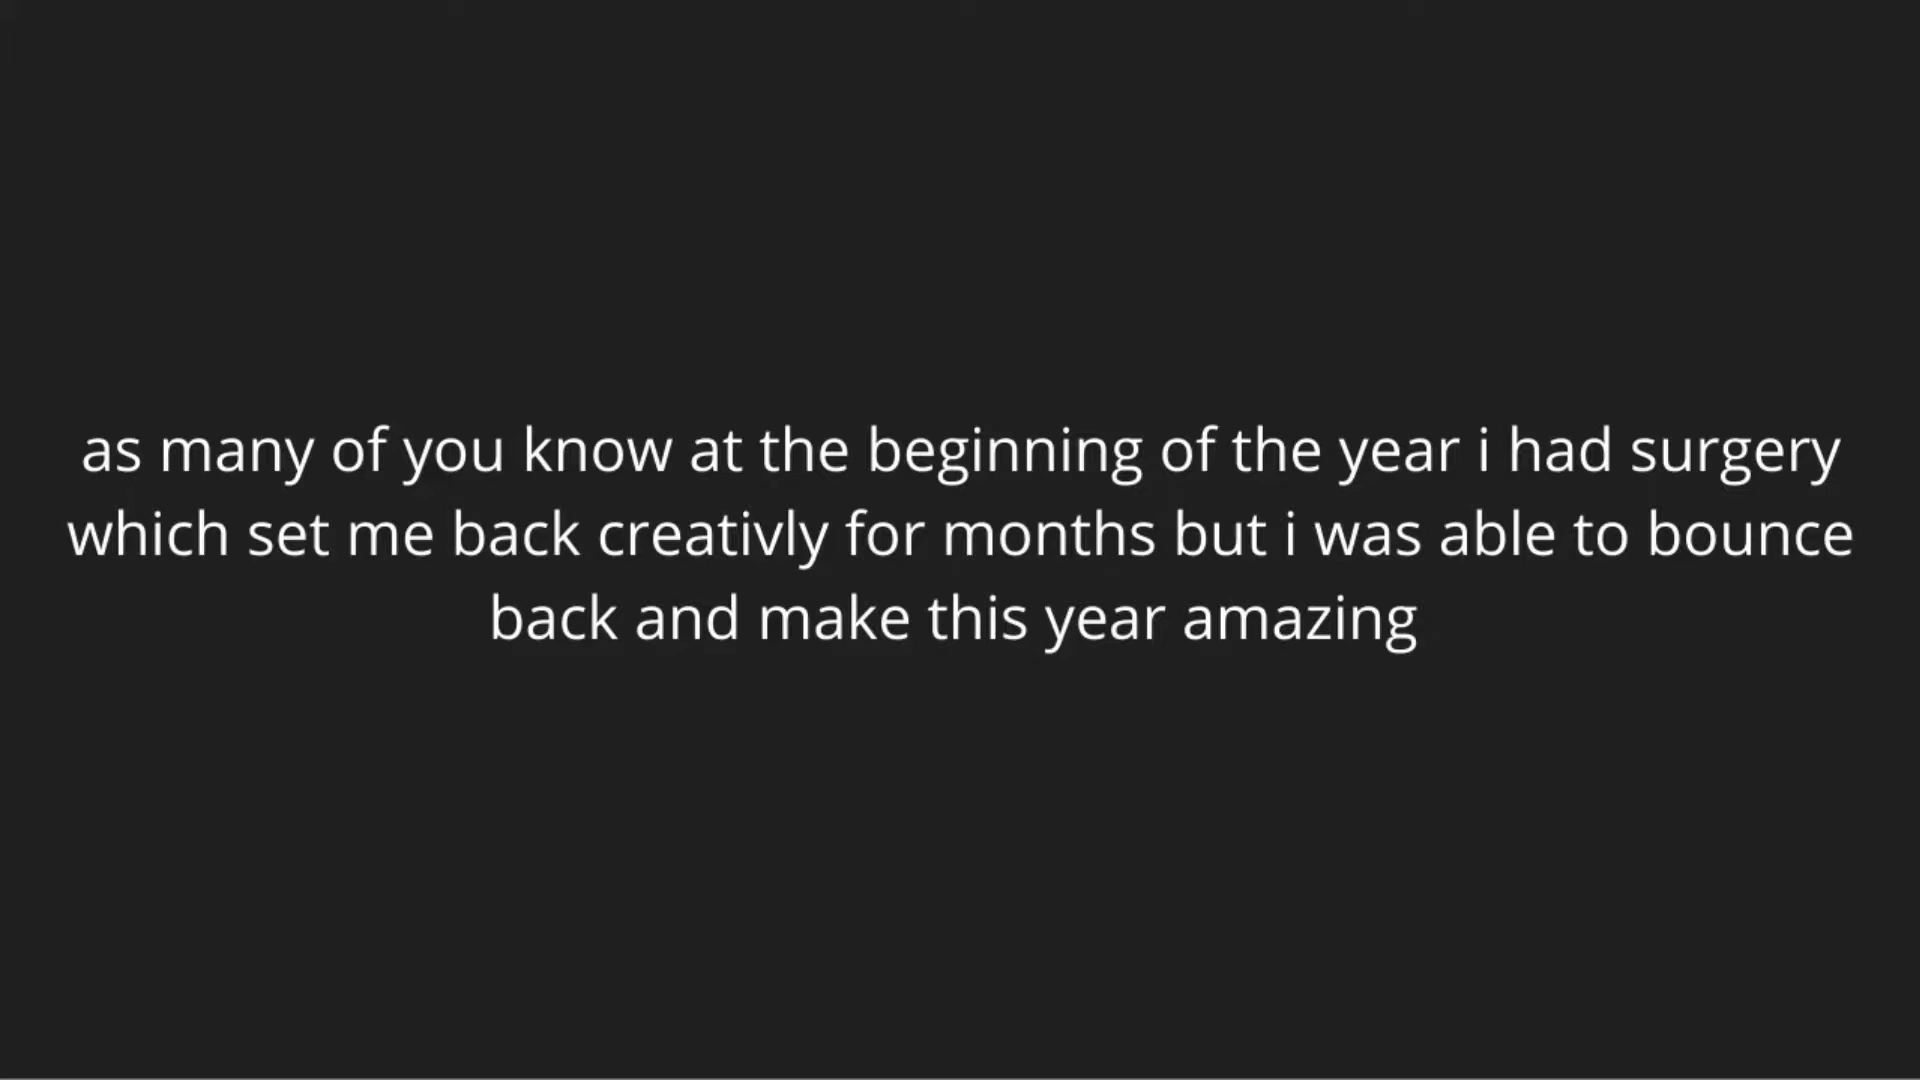 as many of you know at the beginning of the year i had surgery
which set me back creativly for months but i was able to bounce
back and make this year amazing